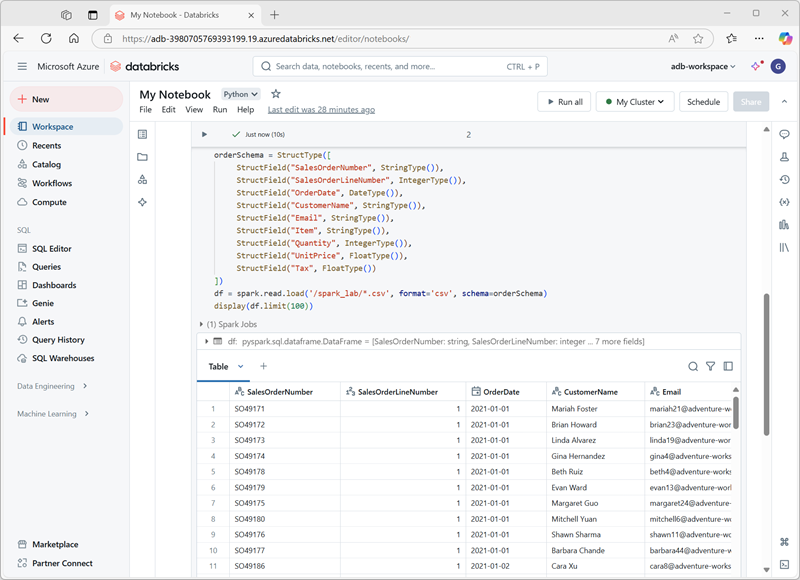 My Notebook - Databricks
https://adb-3980705769393199.19.azuredatabricks.net/editor/notebooks/
Microsoft Azure
databricks
Search data, notebooks, recents, and more...
CTRL + P
adb-workspace
G
New
Workspace
Recents
Catalog
Workflows
Compute
SQL
SQL Editor
Queries
Dashboards
Genie
Alerts
Query History
SQL Warehouses
Data Engineering
Machine Learning
Marketplace
Partner Connect
My Notebook
Python
File Edit View Run Help Last edit was 28 minutes ago
Run all
My Cluster
Schedule
Share
Just now (10s)
2
orderSchema = StructType([
StructField("SalesOrderNumber", StringType()),
StructField("SalesOrderLineNumber", IntegerType()),
StructField("OrderDate", DateType()),
StructField("CustomerName", StringType()),
StructField("Email", StringType()),
StructField("Item", StringType()),
StructField("Quantity", IntegerType()),
StructField("UnitPrice", FloatType()),
StructField("Tax", FloatType())
])
df = spark.read.load('/spark_lab/*.csv', format='csv', schema=orderSchema)
display(df.limit(100))
(1) Spark Jobs
df: pyspark.sql.dataframe.DataFrame = [SalesOrderNumber: string, SalesOrderLineNumber: integer ... 7 more fields]
Table
SalesOrderNumber SalesOrderLineNumber OrderDate CustomerName Email
1 SO49171 1 2021-01-01 Mariah Foster mariah21@adventure-wo
2 SO49172 1 2021-01-01 Brian Howard brian23@adventure-wor
3 SO49173 1 2021-01-01 Linda Alvarez linda19@adventure-wor
4 SO49174 1 2021-01-01 Gina Hernandez gina4@adventure-works
5 SO49178 1 2021-01-01 Beth Ruiz beth4@adventure-works
6 SO49179 1 2021-01-01 Evan Ward evan13@adventure-worl
7 SO49175 1 2021-01-01 Margaret Guo margaret24@adventure-
8 SO49180 1 2021-01-01 Mitchell Yuan mitchell6@adventure-wo
9 SO49176 1 2021-01-01 Shawn Sharma shawn11@adventure-wo
10 SO49177 1 2021-01-01 Barbara Chande barbara44@adventure-w
11 SO49186 1 2021-01-02 Cara Xu cara8@adventure-works